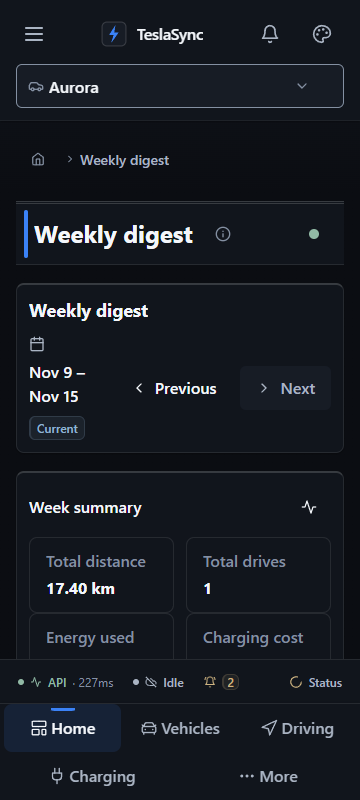 TeslaSync
Aurora
Weekly digest
Weekly digest
Weekly digest
Nov 9 –
Nov 15
Previous
Next
Current
Week summary
Total distance
17.40 km
Total drives
1
Energy used
Charging cost
API · 227ms
Idle
2
Status
Home
Vehicles
Driving
Charging
More